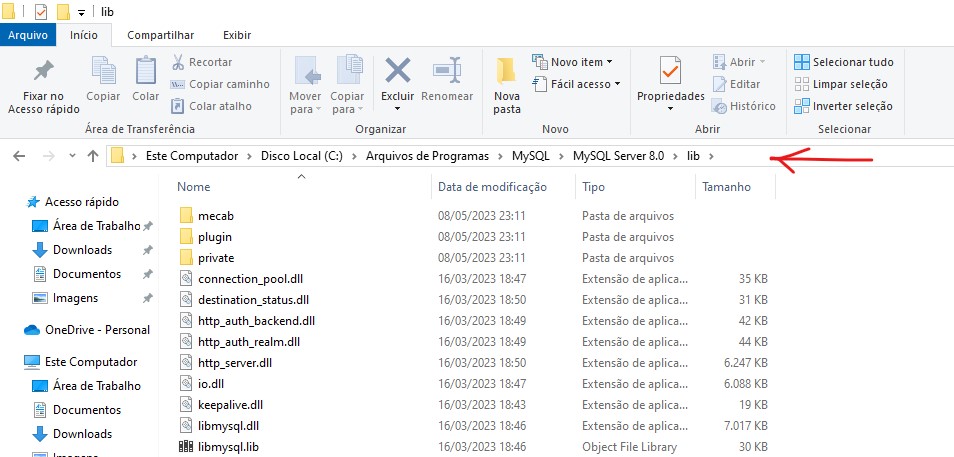 lib
Arquivo Início Compartilhar Exibir
Fixar no Acesso rápido
Copiar
Colar
Recortar
Copiar caminho
Colar atalho
Área de Transferência
Mover para
Copiar para
Excluir
Renomear
Organizar
Nova pasta
Novo item
Fácil acesso
Novo
Propriedades
Abrir
Editar
Histórico
Abrir
Selecionar tudo
Limpar seleção
Inverter seleção
Selecionar
Este Computador > Disco Local (C:) > Arquivos de Programas > MySQL > MySQL Server 8.0 > lib >
Acesso rápido
Área de Trabalho
Downloads
Documentos
Imagens
OneDrive - Personal
Este Computador
Área de Trabalho
Documentos
Downloads
Nome Data de modificação Tipo Tamanho
mecab 08/05/2023 23:11 Pasta de arquivos
plugin 08/05/2023 23:11 Pasta de arquivos
private 08/05/2023 23:11 Pasta de arquivos
connection_pool.dll 16/03/2023 18:47 Extensão de aplica... 35 KB
destination_status.dll 16/03/2023 18:50 Extensão de aplica... 31 KB
http_auth_backend.dll 16/03/2023 18:49 Extensão de aplica... 42 KB
http_auth_realm.dll 16/03/2023 18:49 Extensão de aplica... 44 KB
http_server.dll 16/03/2023 18:50 Extensão de aplica... 6.247 KB
io.dll 16/03/2023 18:47 Extensão de aplica... 6.088 KB
keepalive.dll 16/03/2023 18:43 Extensão de aplica... 19 KB
libmysql.dll 16/03/2023 18:46 Extensão de aplica... 7.017 KB
libmysql.lib 16/03/2023 18:46 Object File Library 30 KB